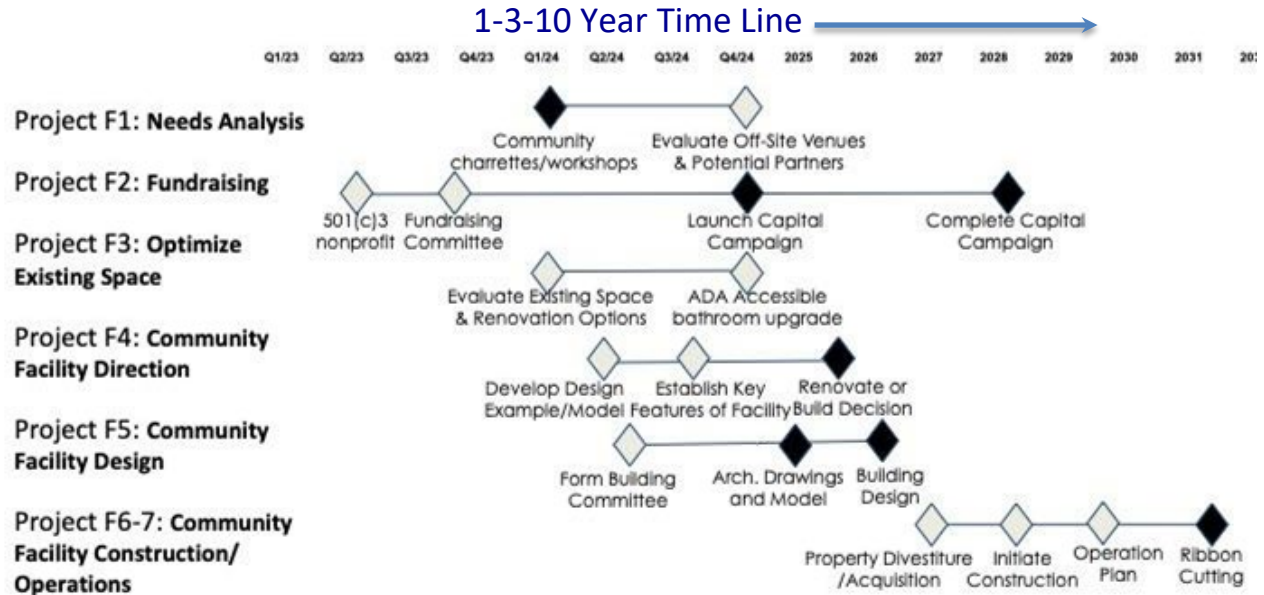 1-3-10 Year Time Line
Q1/23 Q2/23 Q3/23 Q4/23 Q1/24 Q2/24 Q3/24 Q4/24 2025 2026 2027 2028 2029 2030 2031
Project F1: Needs Analysis
Community
charrettes/workshops
Evaluate Off-Site Venues
& Potential Partners
Project F2: Fundraising
501(c)3
nonprofit
Fundraising
Committee
Launch Capital
Campaign
Complete Capital
Campaign
Project F3: Optimize
Existing Space
Evaluate Existing Space
& Renovation Options
ADA Accessible
bathroom upgrade
Project F4: Community
Facility Direction
Develop Design
Example/Model
Establish Key
Features of Facility
Renovate or
Build Decision
Project F5: Community
Facility Design
Form Building
Committee
Arch. Drawings
and Model
Building
Design
Project F6-7: Community
Facility Construction/
Operations
Property Divestiture
/Acquisition
Initiate
Construction
Operation
Plan
Ribbon
Cutting